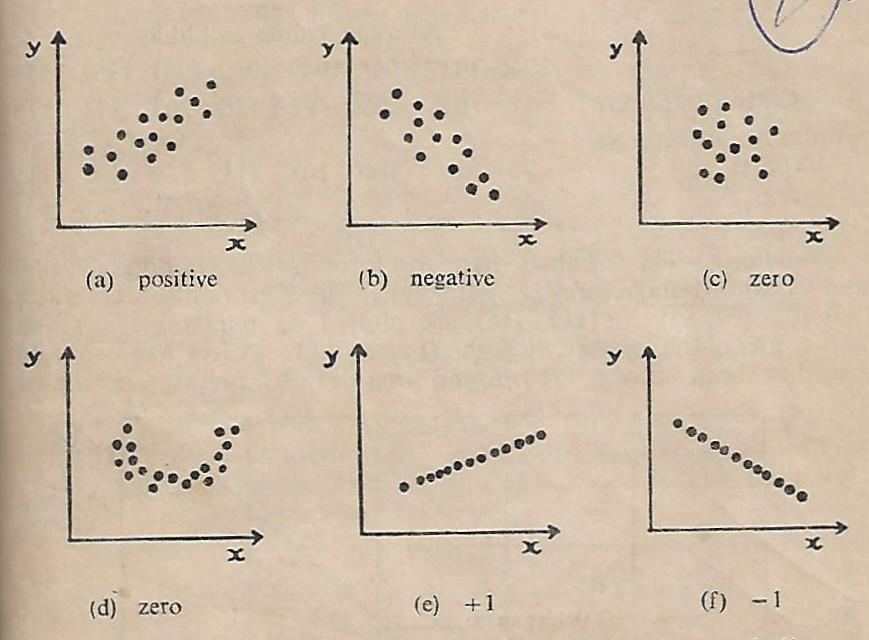 y y y
x x x
(a) positive (b) negative (c) zero
y y y
x x x
(d) zero (e) +1 (f) −1